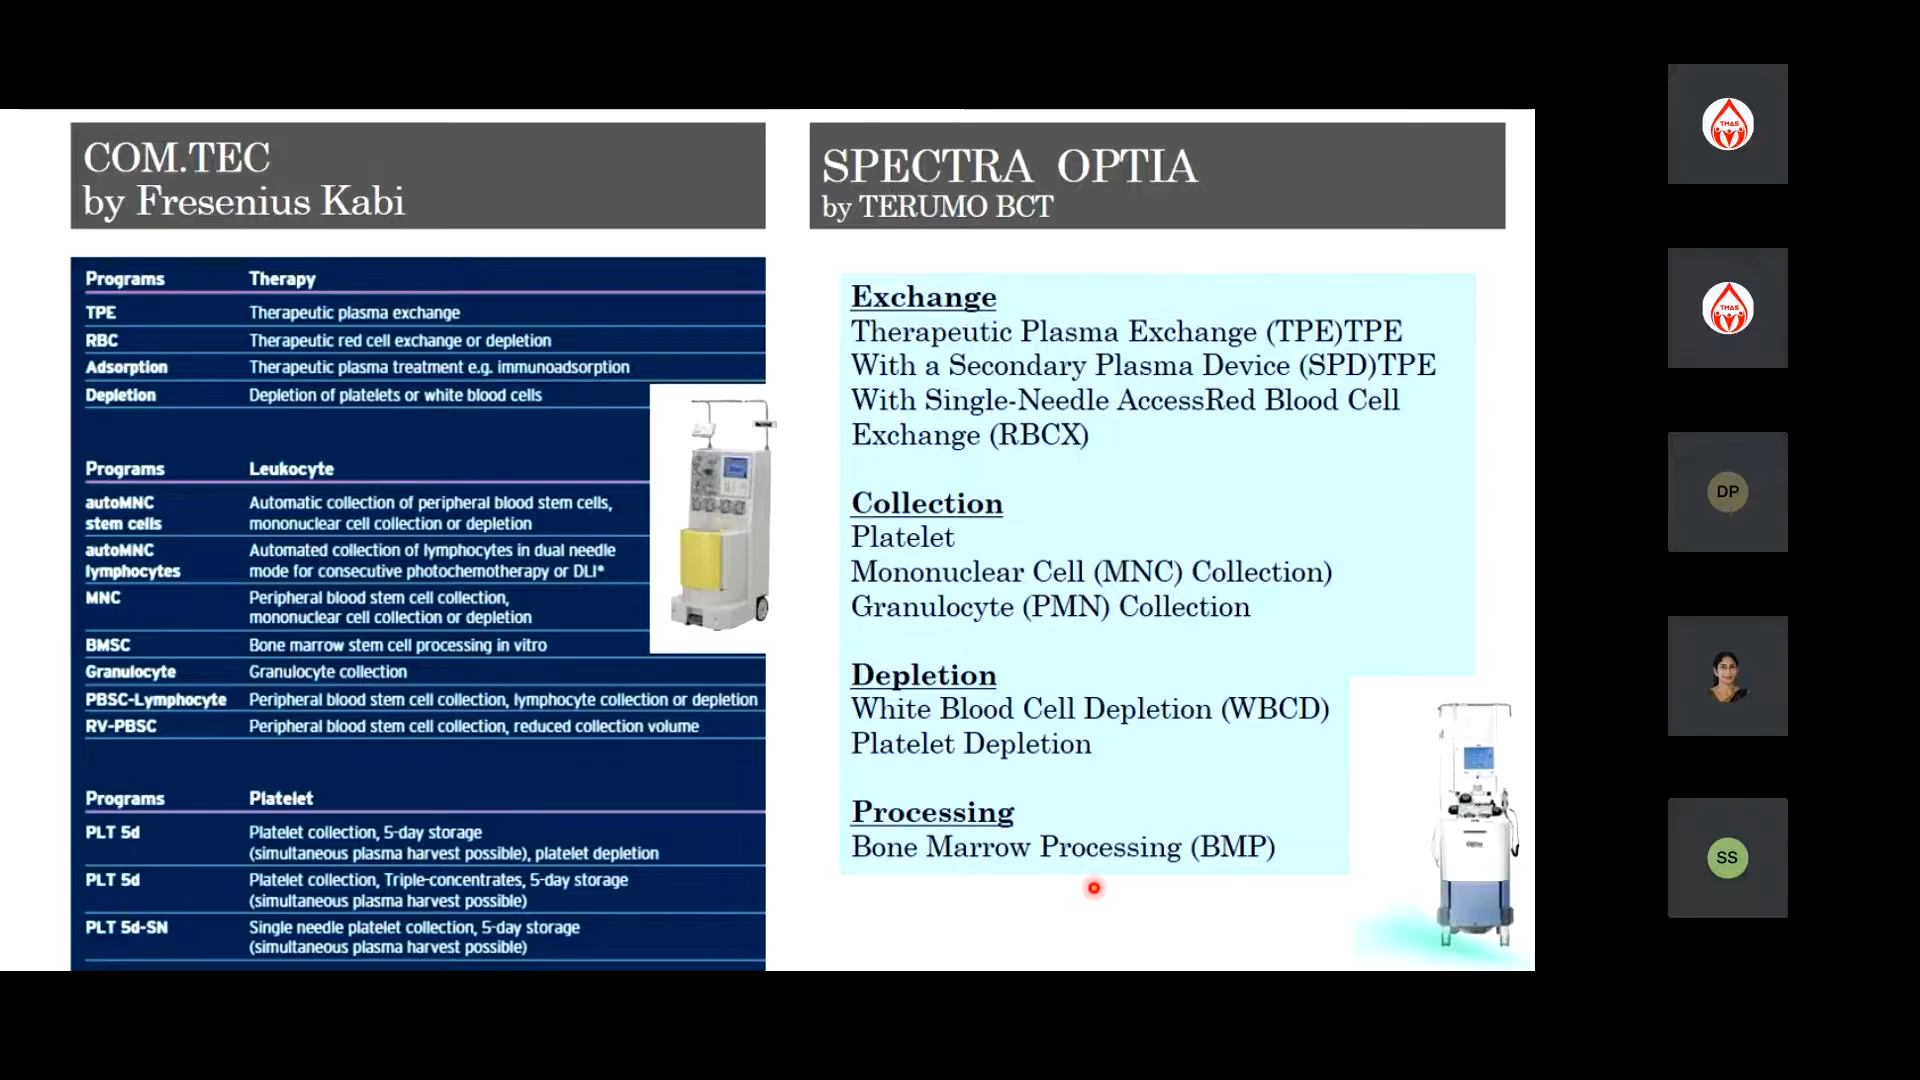 COM.TEC
by Fresenius Kabi
Programs Therapy
TPE Therapeutic plasma exchange
RBC Therapeutic red cell exchange or depletion
Adsorption Therapeutic plasma treatment e.g. immunoadsorption
Depletion Depletion of platelets or white blood cells
Programs Leukocyte
autoMNC Automatic collection of peripheral blood stem cells,
stem cells mononuclear cell collection or depletion
autoMNC Automated collection of lymphocytes in dual needle
lymphocytes mode for consecutive photochemotherapy or DLI*
MNC Peripheral blood stem cell collection,
mononuclear cell collection or depletion
BMSC Bone marrow stem cell processing in vitro
Granulocyte Granulocyte collection
PBSC-Lymphocyte Peripheral blood stem cell collection, lymphocyte collection or depletion
RV-PBSC Peripheral blood stem cell collection, reduced collection volume
Programs Platelet
PLT 5d Platelet collection, 5-day storage
(simultaneous plasma harvest possible), platelet depletion
PLT 5d Platelet collection, Triple-concentrates, 5-day storage
(simultaneous plasma harvest possible)
PLT 5d-SN Single needle platelet collection, 5-day storage
(simultaneous plasma harvest possible)
SPECTRA OPTIA
by TERUMO BCT
Exchange
Therapeutic Plasma Exchange (TPE)TPE
With a Secondary Plasma Device (SPD)TPE
With Single-Needle AccessRed Blood Cell
Exchange (RBCX)
Collection
Platelet
Mononuclear Cell (MNC) Collection)
Granulocyte (PMN) Collection
Depletion
White Blood Cell Depletion (WBCD)
Platelet Depletion
Processing
Bone Marrow Processing (BMP)
TMAS
TMAS
DP
SS